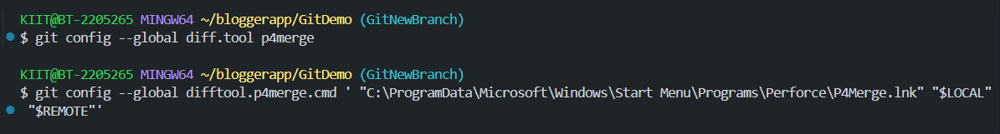 KIIT@BT-2205265 MINGW64 ~/bloggerapp/GitDemo (GitNewBranch)
$ git config --global diff.tool p4merge
KIIT@BT-2205265 MINGW64 ~/bloggerapp/GitDemo (GitNewBranch)
$ git config --global difftool.p4merge.cmd ' "C:\ProgramData\Microsoft\Windows\Start Menu\Programs\Perforce\P4Merge.lnk" "$LOCAL"
"$REMOTE"'